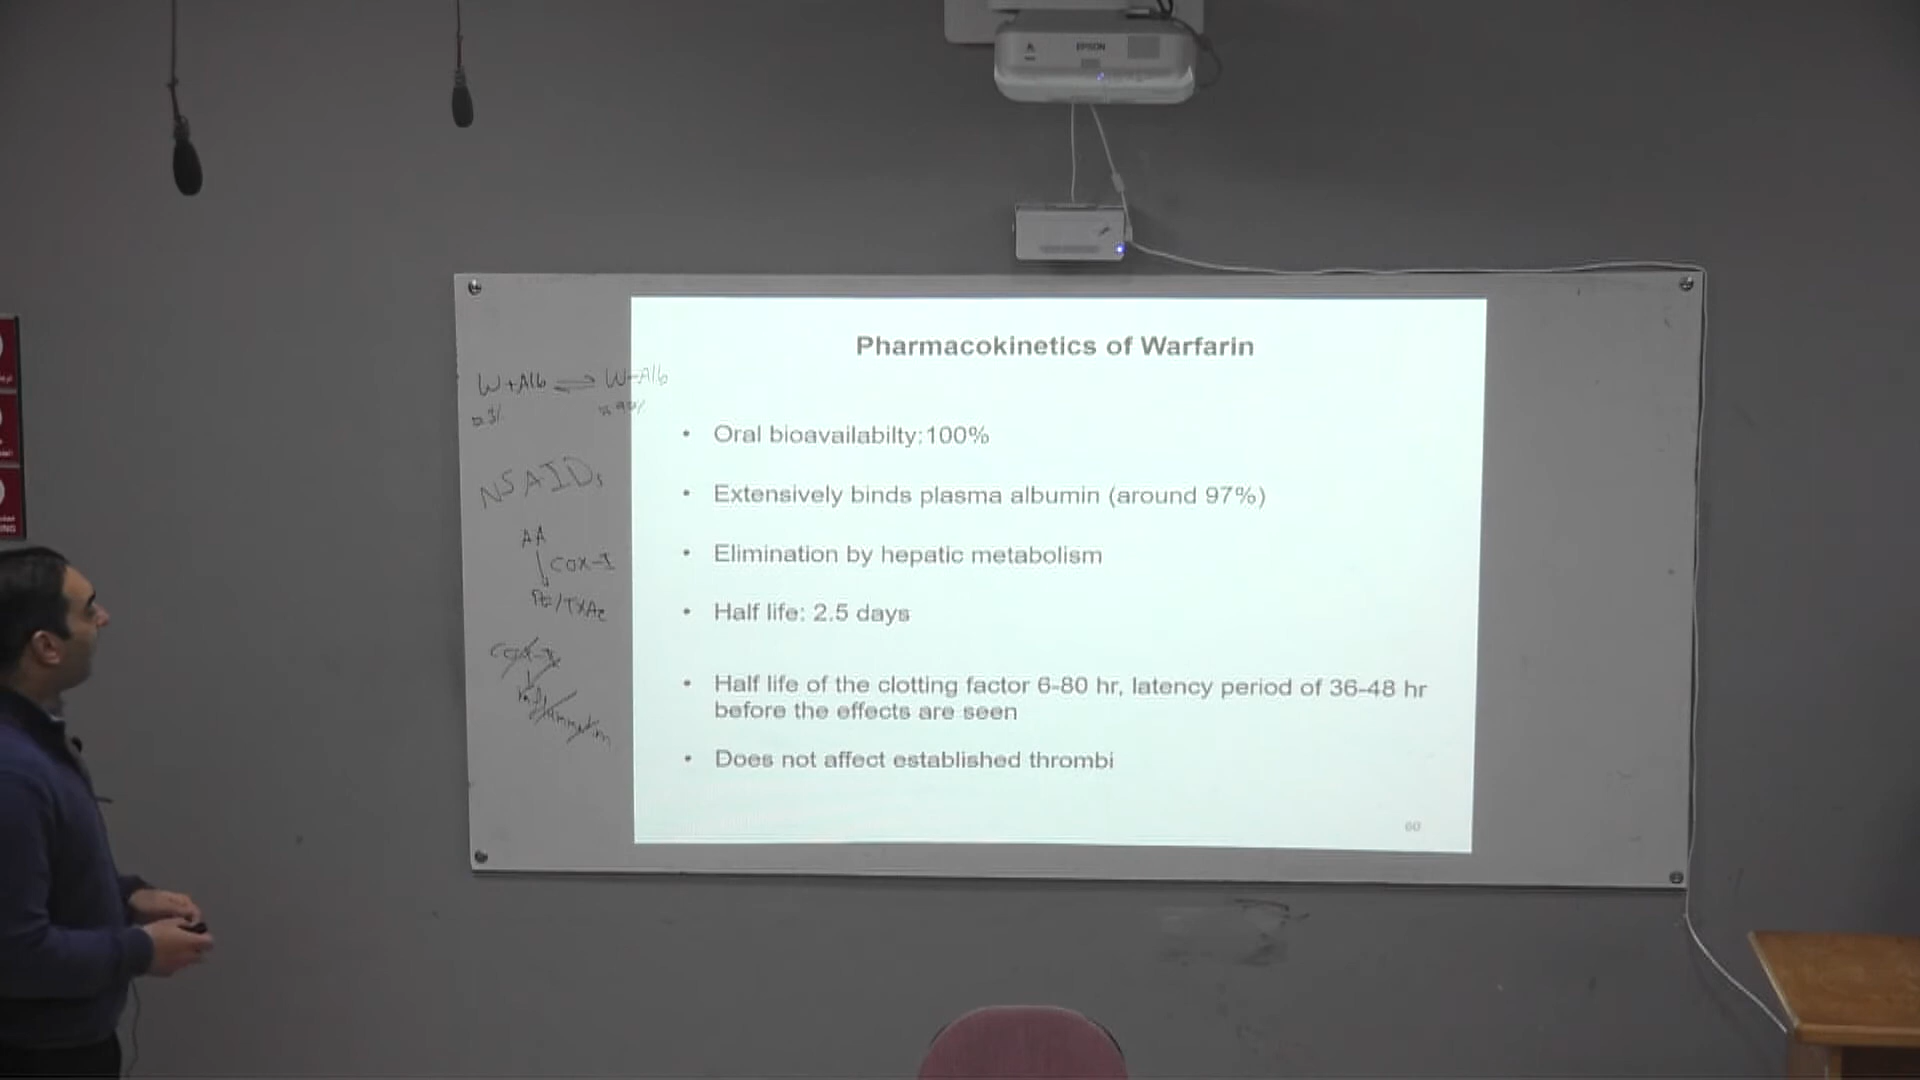 EPSON
Pharmacokinetics of Warfarin
• Oral bioavailabilty: 100%
• Extensively binds plasma albumin (around 97%)
• Elimination by hepatic metabolism
• Half life: 2.5 days
• Half life of the clotting factor 6-80 hr, latency period of 36-48 hr
before the effects are seen
• Does not affect established thrombi
60
W + Alb ⇌ W-Alb
NSAIDs
AA
COX-1
/TXA2
Inflammation